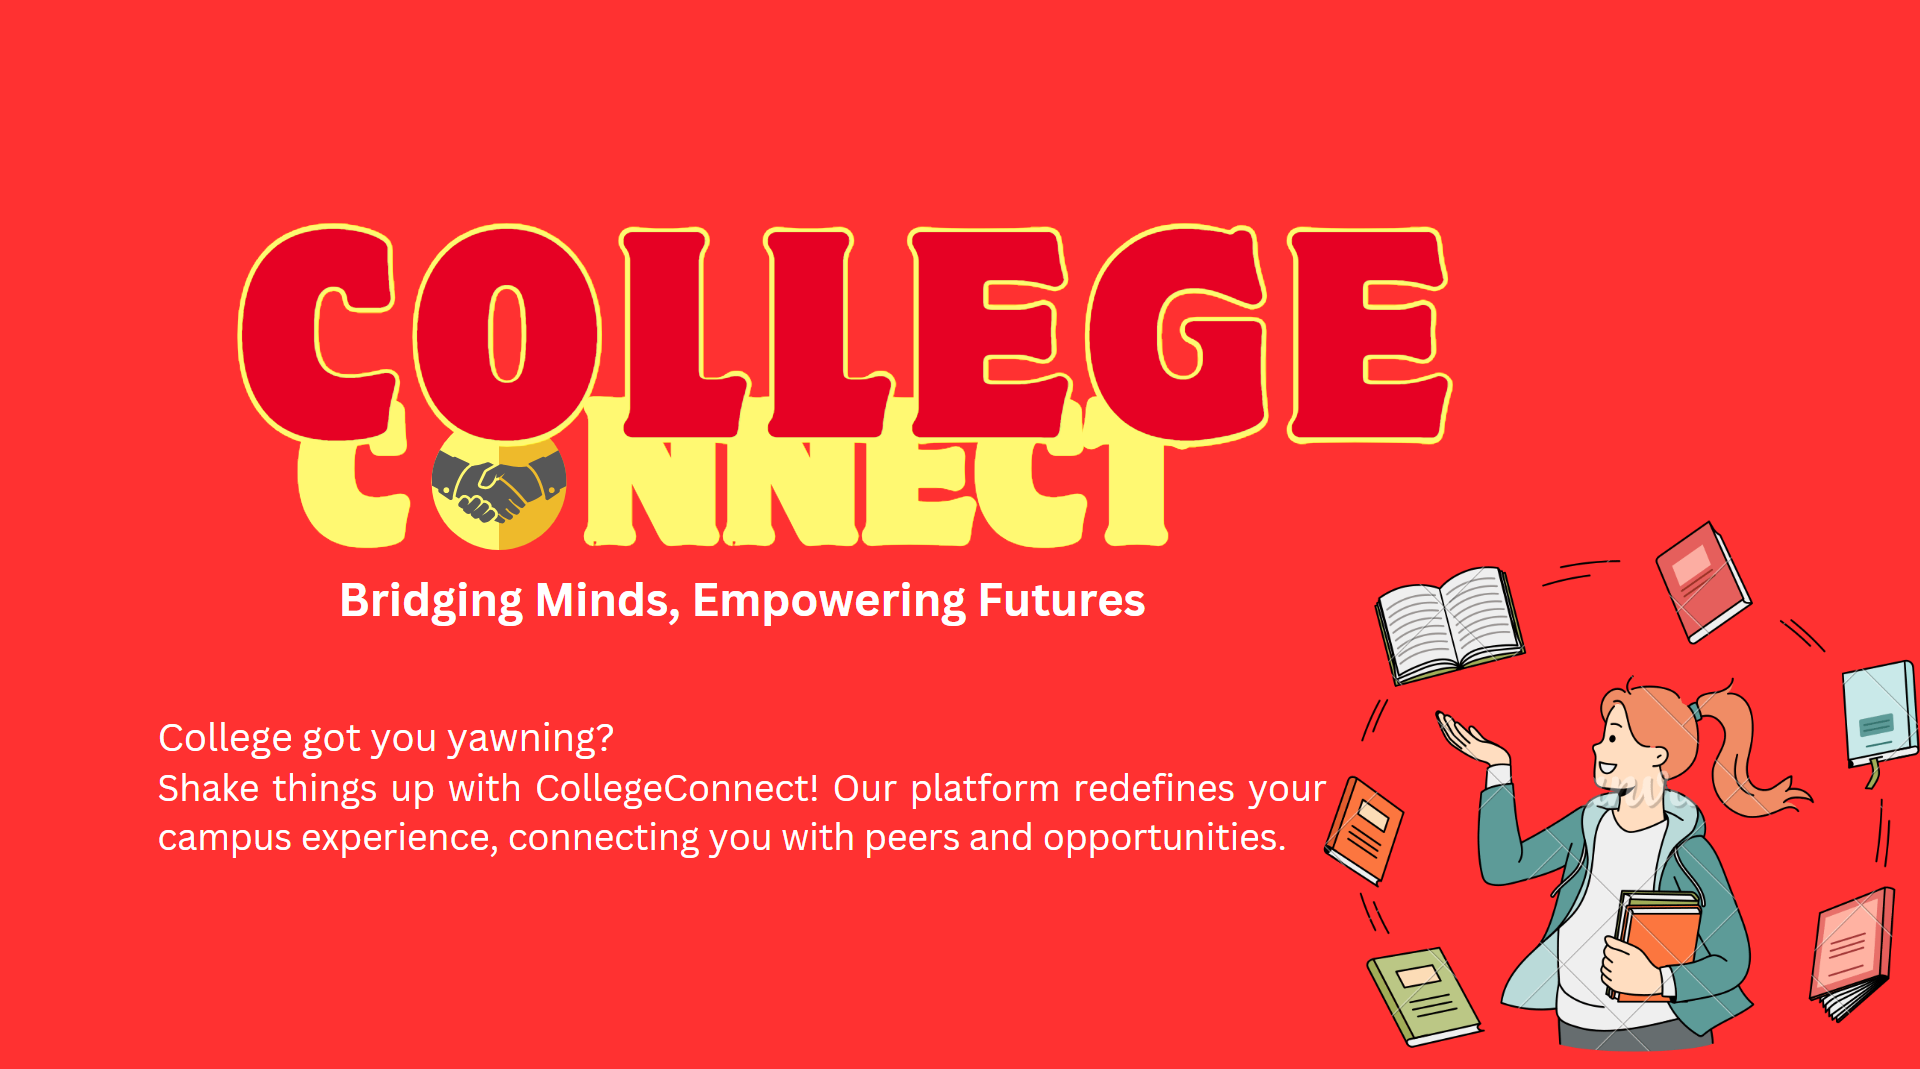 COLLEGE
CONNECT
Bridging Minds, Empowering Futures
College got you yawning?
Shake things up with CollegeConnect! Our platform redefines your
campus experience, connecting you with peers and opportunities.